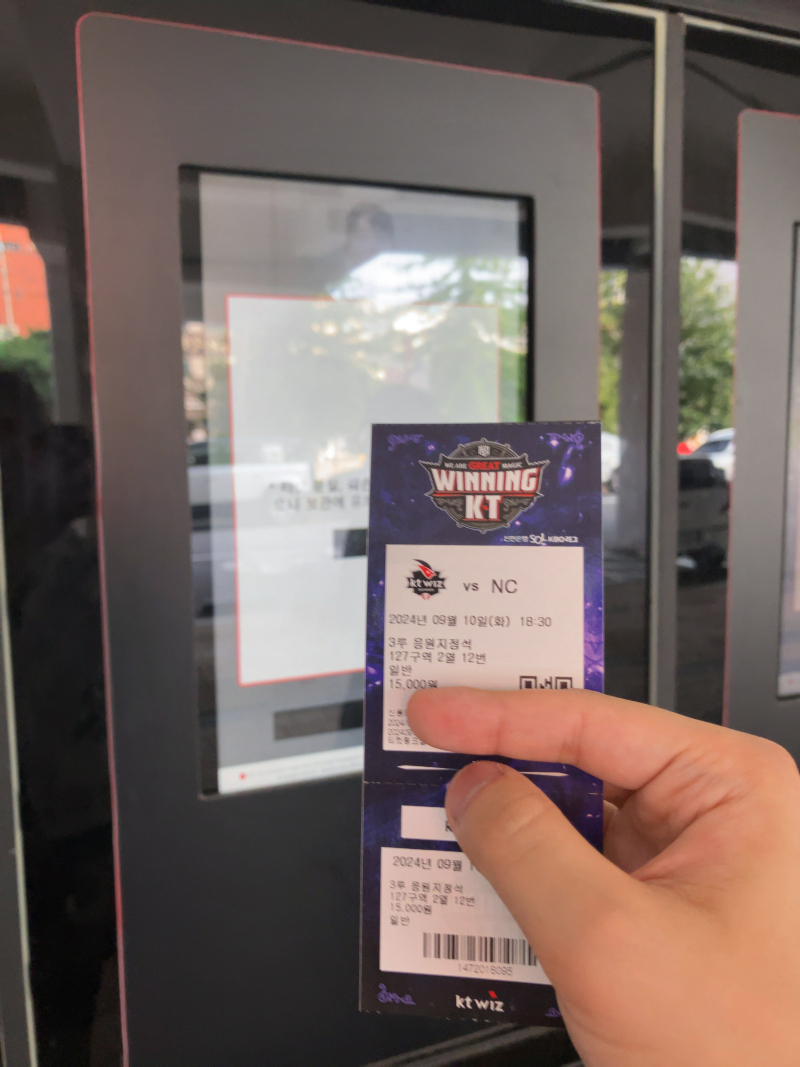 WE ARE GREAT MAGIC
WINNING
KT
신한은행 SOL KBO리그
kt wiz vs NC
2024년 09월 10일(화) 18:30
3루 응원지정석
127구역 2열 12번
일반
15,000원
2024년 09월
3루 응원지정석
127구역 2열 12번
15,000원
일반
1472016095
kt wiz